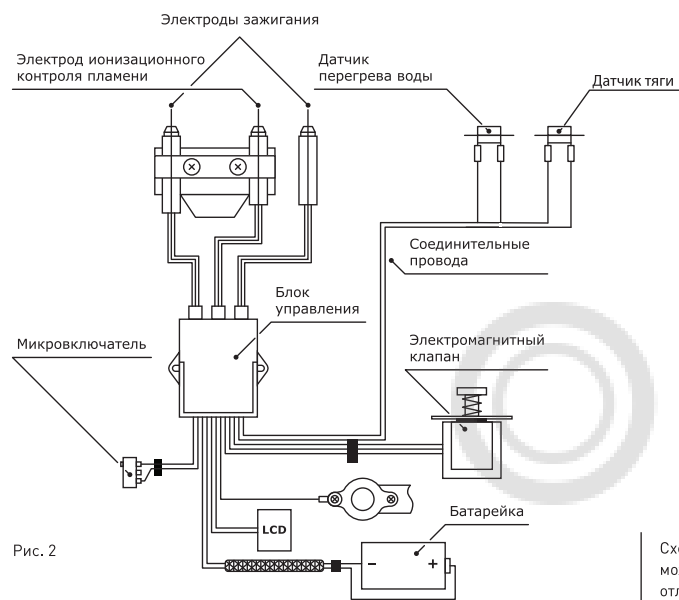 Электроды зажигания
Электрод ионизационного
контроля пламени
Датчик
перегрева воды
Датчик тяги
Соединительные
провода
Блок
управления
Микровключатель
Электромагнитный
клапан
LCD
Батарейка
− +
Рис. 2